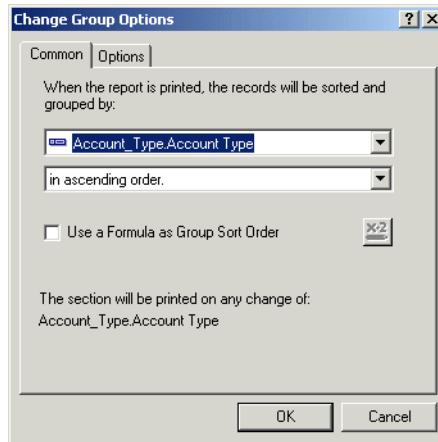 Change Group Options
Common Options
When the report is printed, the records will be sorted and
grouped by:
Account_Type.Account Type
in ascending order.
Use a Formula as Group Sort Order
x-2
The section will be printed on any change of:
Account_Type.Account Type
OK Cancel